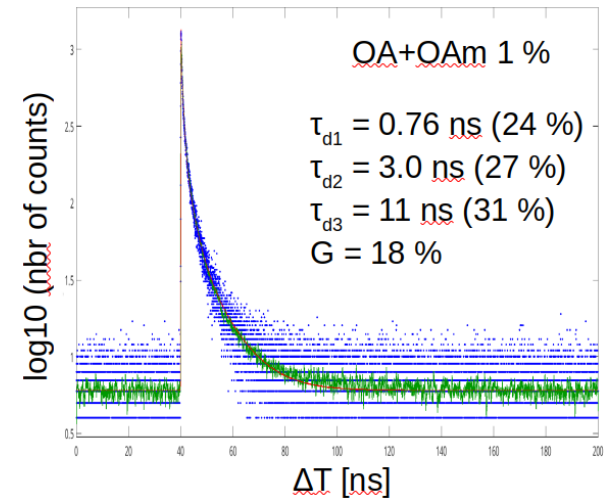 OA+OAm 1 %
τd1 = 0.76 ns (24 %)
τd2 = 3.0 ns (27 %)
τd3 = 11 ns (31 %)
G = 18 %
log10 (nbr of counts)
3
2.5
2
1.5
1
0.5
0 20 40 60 80 100 120 140 160 180 200
ΔT [ns]